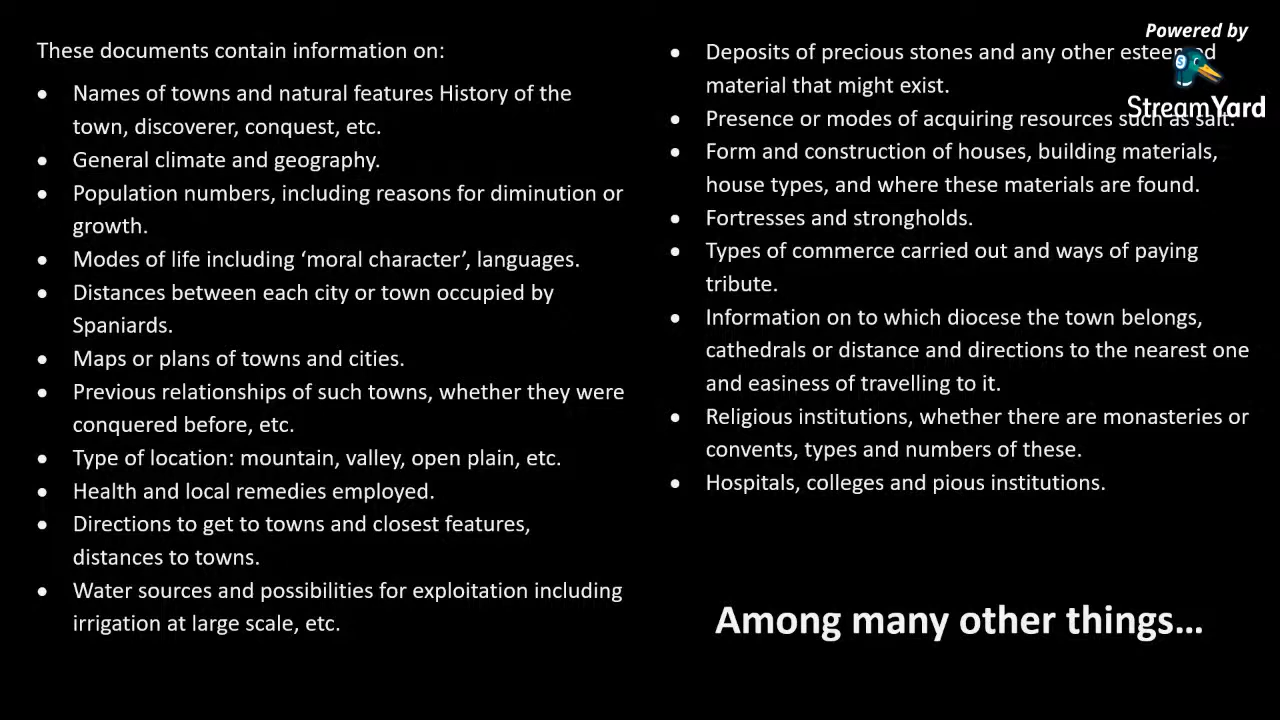 These documents contain information on:
• Names of towns and natural features History of the
town, discoverer, conquest, etc.
• General climate and geography.
• Population numbers, including reasons for diminution or
growth.
• Modes of life including ‘moral character’, languages.
• Distances between each city or town occupied by
Spaniards.
• Maps or plans of towns and cities.
• Previous relationships of such towns, whether they were
conquered before, etc.
• Type of location: mountain, valley, open plain, etc.
• Health and local remedies employed.
• Directions to get to towns and closest features,
distances to towns.
• Water sources and possibilities for exploitation including
irrigation at large scale, etc.
• Deposits of precious stones and any other esteemed
material that might exist.
• Presence or modes of acquiring resources such as salt.
• Form and construction of houses, building materials,
house types, and where these materials are found.
• Fortresses and strongholds.
• Types of commerce carried out and ways of paying
tribute.
• Information on to which diocese the town belongs,
cathedrals or distance and directions to the nearest one
and easiness of travelling to it.
• Religious institutions, whether there are monasteries or
convents, types and numbers of these.
• Hospitals, colleges and pious institutions.
Among many other things...
Powered by
StreamYard